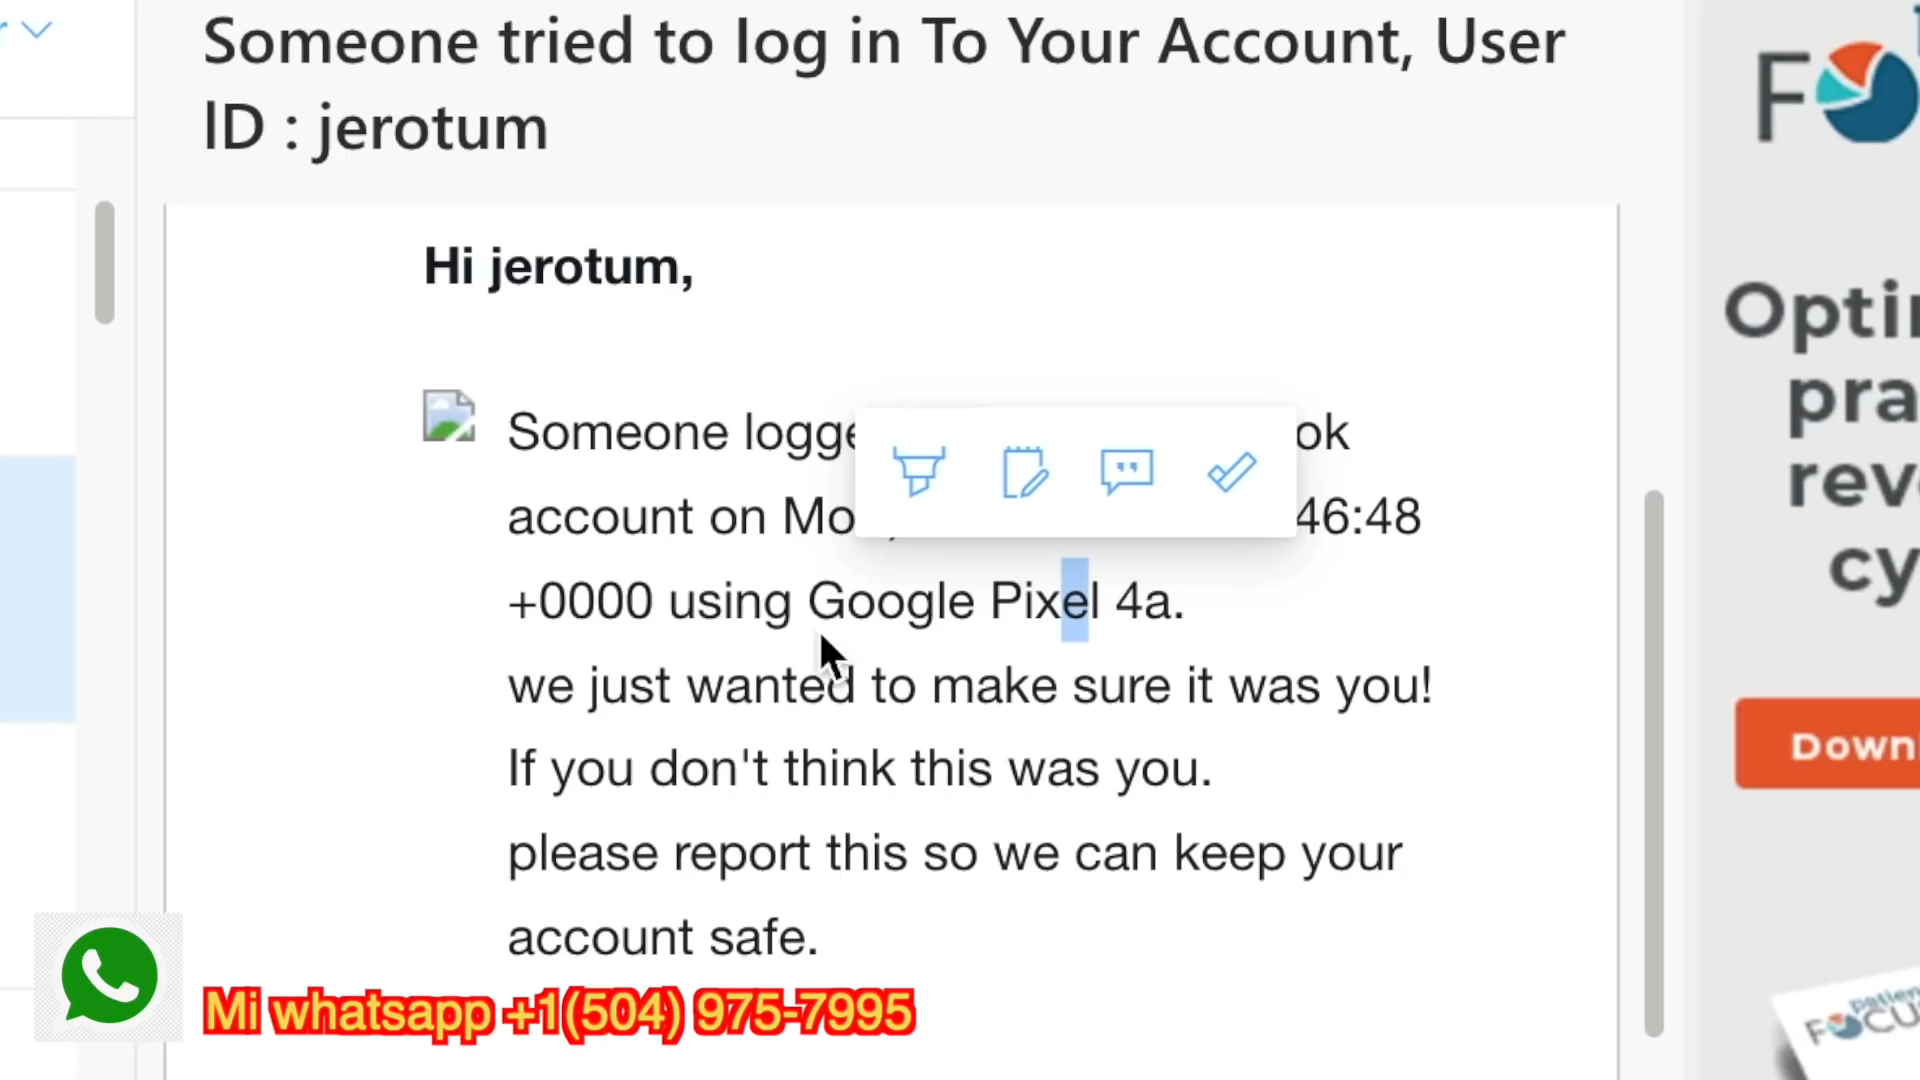 Someone tried to log in To Your Account, User
ID : jerotum
Hi jerotum,
Someone logge ok
account on Mo 46:48
+0000 using Google Pixel 4a.
we just wanted to make sure it was you!
If you don't think this was you.
please report this so we can keep your
account safe.
Mi whatsapp +1(504) 975-7995
Opti
pra
rev
cy
Down
patien
FOCU